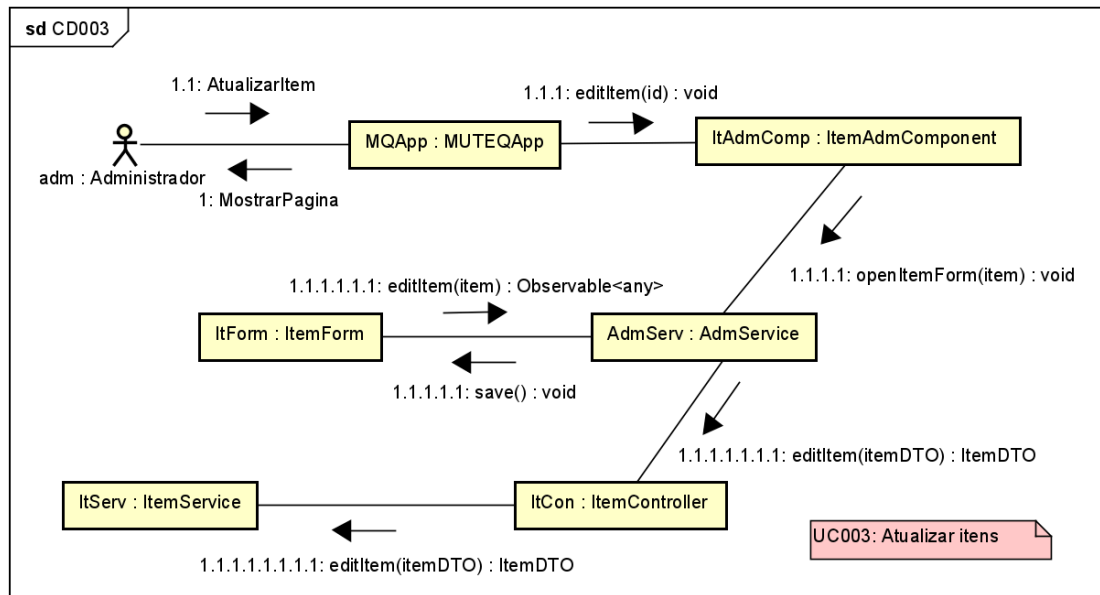 sd CD003
1.1: AtualizarItem
1.1.1: editItem(id) : void
MQApp : MUTEQApp
ItAdmComp : ItemAdmComponent
adm : Administrador
1: MostrarPagina
1.1.1.1: openItemForm(item) : void
1.1.1.1.1.1: editItem(item) : Observable<any>
ItForm : ItemForm
AdmServ : AdmService
1.1.1.1.1: save() : void
1.1.1.1.1.1.1: editItem(itemDTO) : ItemDTO
ItServ : ItemService
ItCon : ItemController
UC003: Atualizar itens
1.1.1.1.1.1.1.1: editItem(itemDTO) : ItemDTO